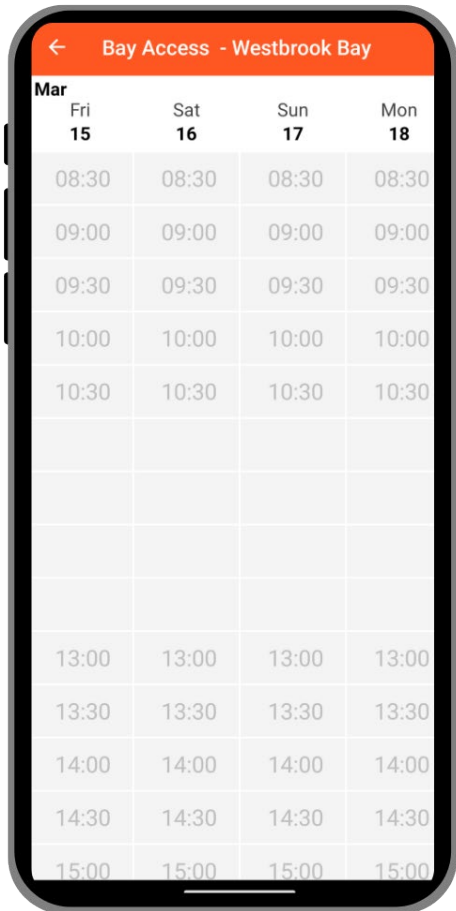 Bay Access - Westbrook Bay
Mar
Fri Sat Sun Mon
15 16 17 18
08:30 08:30 08:30 08:30
09:00 09:00 09:00 09:00
09:30 09:30 09:30 09:30
10:00 10:00 10:00 10:00
10:30 10:30 10:30 10:30
13:00 13:00 13:00 13:00
13:30 13:30 13:30 13:30
14:00 14:00 14:00 14:00
14:30 14:30 14:30 14:30
15:00 15:00 15:00 15:00